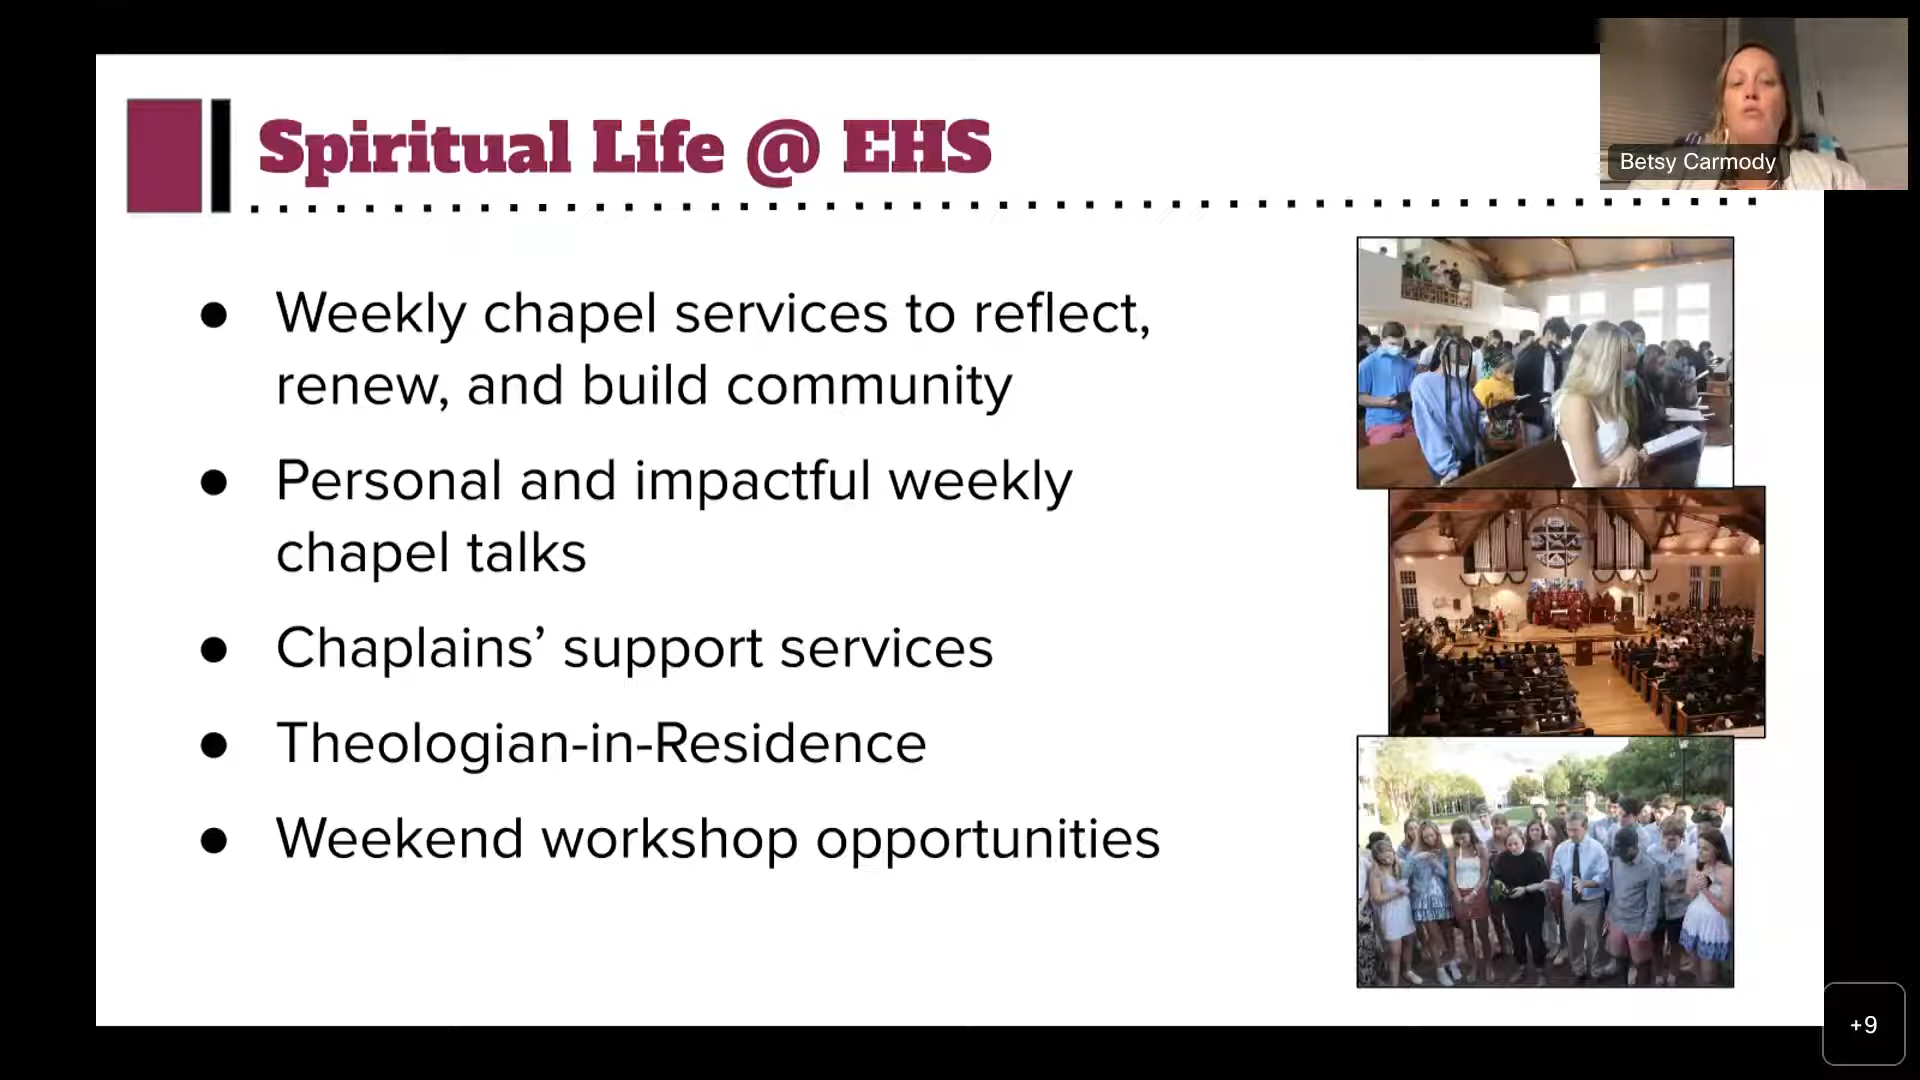 Spiritual Life @ EHS
Betsy Carmody
● Weekly chapel services to reflect,
renew, and build community
● Personal and impactful weekly
chapel talks
● Chaplains’ support services
● Theologian-in-Residence
● Weekend workshop opportunities
+9